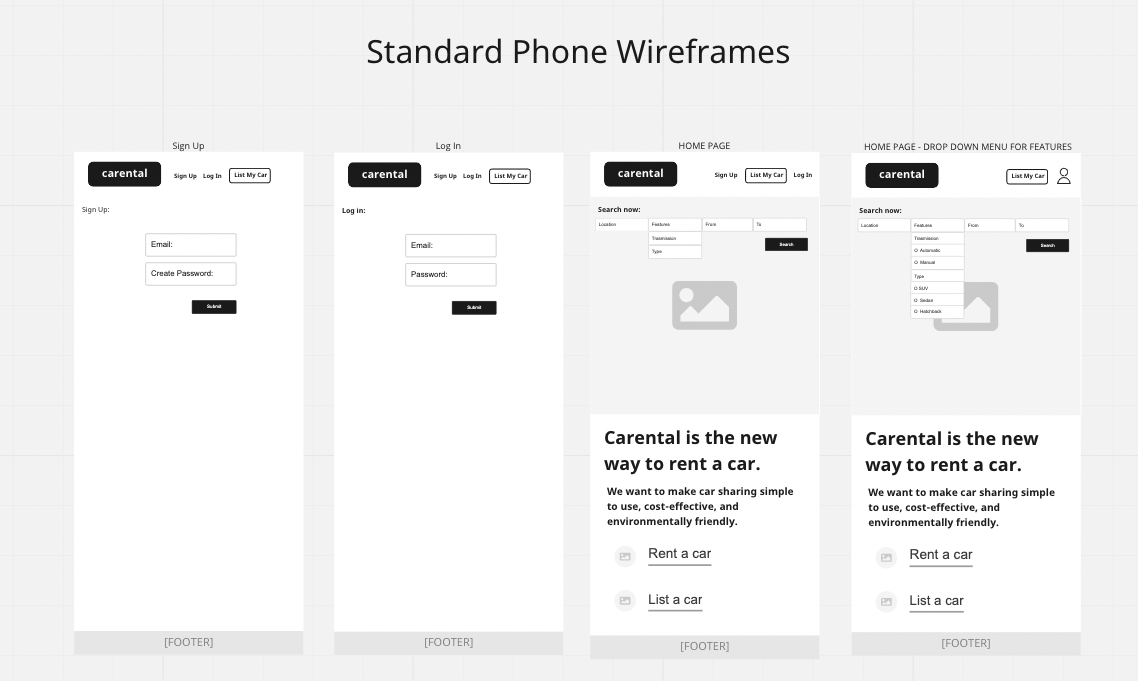 Standard Phone Wireframes
Sign Up
carental
Sign Up Log In List My Car
Sign Up:
Email:
Create Password:
Submit
[FOOTER]
Log In
carental
Sign Up Log In List My Car
Log in:
Email:
Password:
Submit
[FOOTER]
HOME PAGE
carental
Sign Up List My Car Log In
Search now:
Location Features From To
Trasmission
Type
Search
Carental is the new
way to rent a car.
We want to make car sharing simple
to use, cost-effective, and
environmentally friendly.
Rent a car
List a car
[FOOTER]
HOME PAGE - DROP DOWN MENU FOR FEATURES
carental
List My Car
Search now:
Location Features From To
Trasmission
Automatic
Manual
Type
SUV
Sedan
Hatchback
Search
Carental is the new
way to rent a car.
We want to make car sharing simple
to use, cost-effective, and
environmentally friendly.
Rent a car
List a car
[FOOTER]